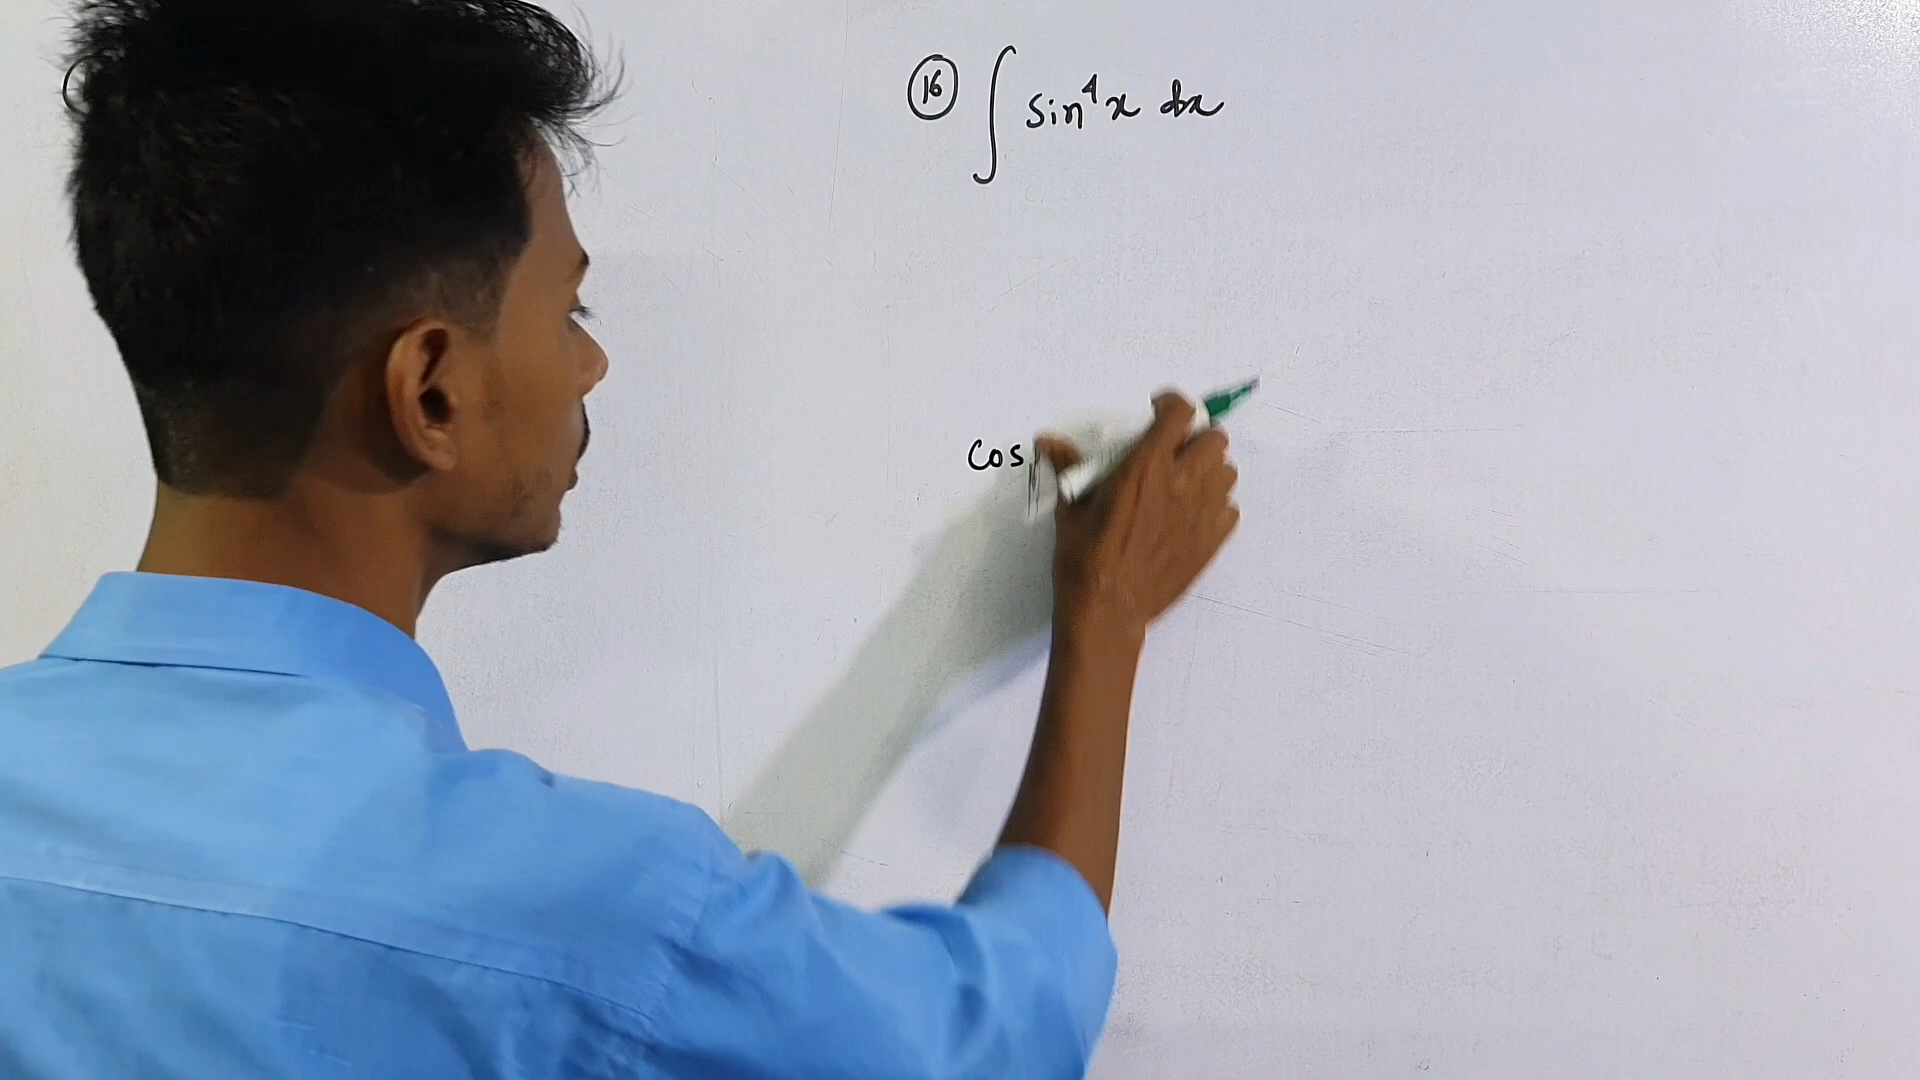 ⑯ ∫ sin⁴x dx
cos